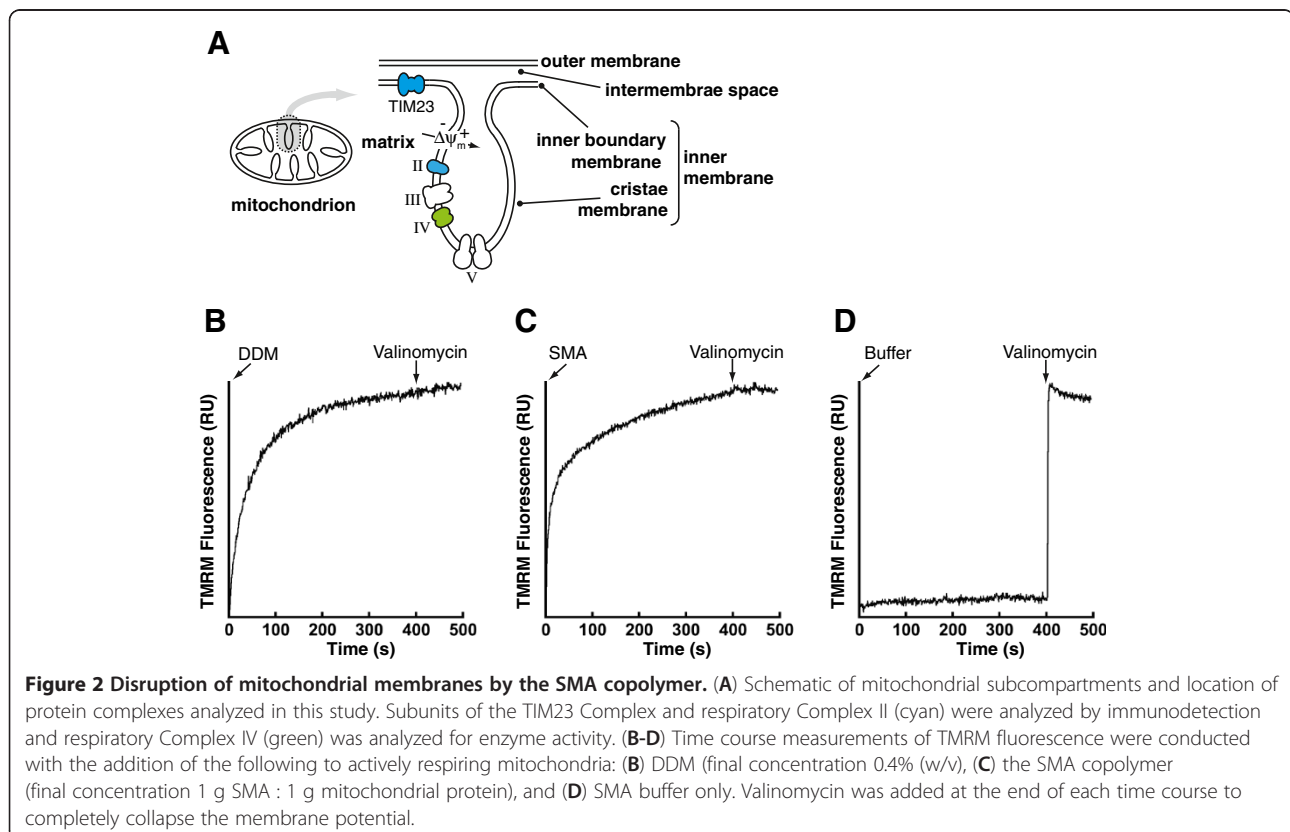 A
outer membrane
intermembrae space
TIM23
matrix
- Δψm +
inner boundary
membrane
inner
membrane
II
III
cristae
membrane
IV
V
mitochondrion
B
DDM
Valinomycin
TMRM Fluorescence (RU)
0 100 200 300 400 500
Time (s)
C
SMA
Valinomycin
TMRM Fluorescence (RU)
0 100 200 300 400 500
Time (s)
D
Buffer
Valinomycin
TMRM Fluorescence (RU)
0 100 200 300 400 500
Time (s)
Figure 2 Disruption of mitochondrial membranes by the SMA copolymer. (A) Schematic of mitochondrial subcompartments and location of
protein complexes analyzed in this study. Subunits of the TIM23 Complex and respiratory Complex II (cyan) were analyzed by immunodetection
and respiratory Complex IV (green) was analyzed for enzyme activity. (B-D) Time course measurements of TMRM fluorescence were conducted
with the addition of the following to actively respiring mitochondria: (B) DDM (final concentration 0.4% (w/v), (C) the SMA copolymer
(final concentration 1 g SMA : 1 g mitochondrial protein), and (D) SMA buffer only. Valinomycin was added at the end of each time course to
completely collapse the membrane potential.